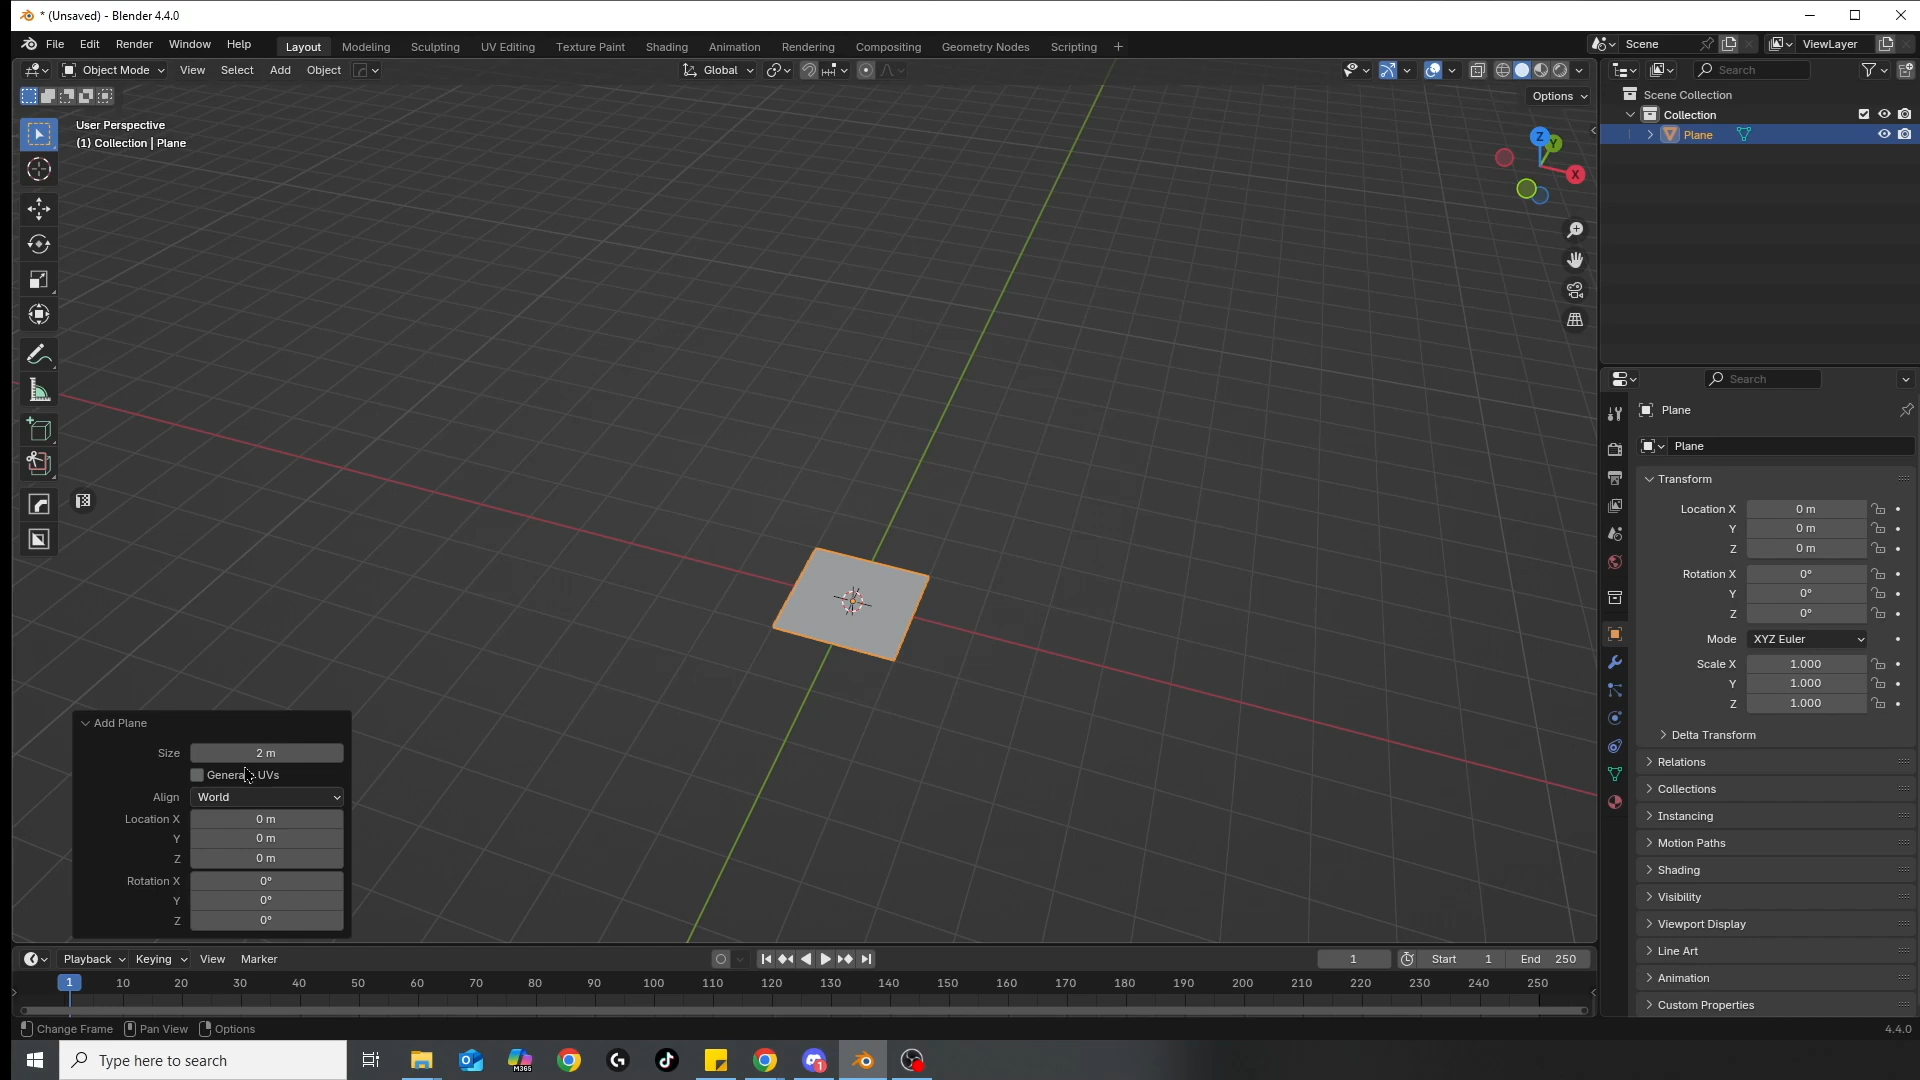 * (Unsaved) - Blender 4.4.0
File Edit Render Window Help Layout Modeling Sculpting UV Editing Texture Paint Shading Animation Rendering Compositing Geometry Nodes Scripting + Scene ViewLayer
Object Mode View Select Add Object Global Search
Options
User Perspective
(1) Collection | Plane
Z
Y
X
Scene Collection
Collection
Plane
Search
Plane
Plane
Transform
Location X 0 m
Y 0 m
Z 0 m
Rotation X 0°
Y 0°
Z 0°
Mode XYZ Euler
Scale X 1.000
Y 1.000
Z 1.000
Delta Transform
Relations
Collections
Instancing
Motion Paths
Shading
Visibility
Viewport Display
Line Art
Animation
Custom Properties
Add Plane
Size 2 m
UVs
Align World
Location X 0 m
Y 0 m
Z 0 m
Rotation X 0°
Y 0°
Z 0°
Playback Keying View Marker 1 Start 1 End 250
1 10 20 30 40 50 60 70 80 90 100 110 120 130 140 150 160 170 180 190 200 210 220 230 240 250
Change Frame Pan View Options 4.4.0
Type here to search
M365
1